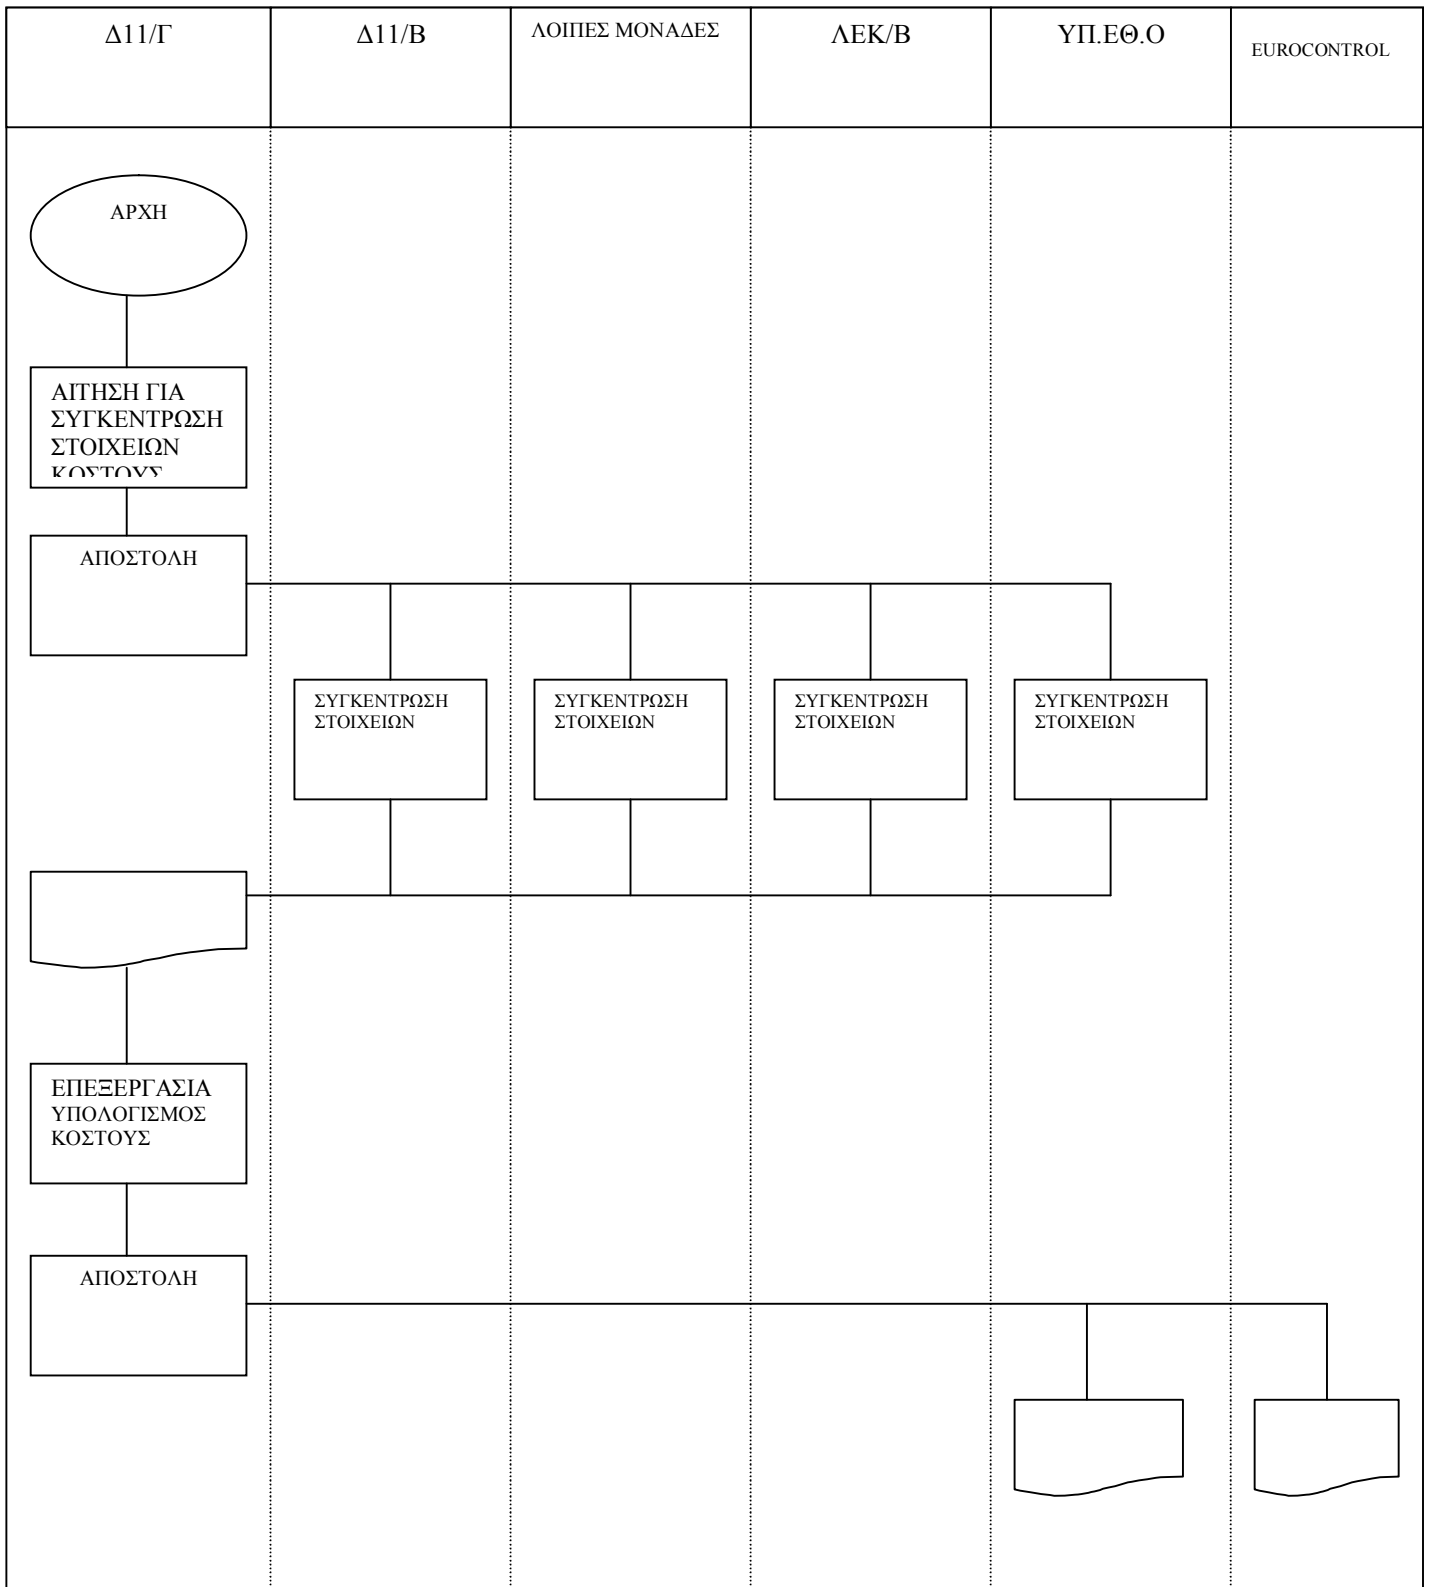 Δ11/Γ
Δ11/Β
ΛΟΙΠΕΣ ΜΟΝΑΔΕΣ
ΛΕΚ/Β
ΥΠ.ΕΘ.Ο
EUROCONTROL
ΑΡΧΗ
ΑΙΤΗΣΗ ΓΙΑ
ΣΥΓΚΕΝΤΡΩΣΗ
ΣΤΟΙΧΕΙΩΝ
ΚΟΣΤΟΥΣ
ΑΠΟΣΤΟΛΗ
ΣΥΓΚΕΝΤΡΩΣΗ
ΣΤΟΙΧΕΙΩΝ
ΣΥΓΚΕΝΤΡΩΣΗ
ΣΤΟΙΧΕΙΩΝ
ΣΥΓΚΕΝΤΡΩΣΗ
ΣΤΟΙΧΕΙΩΝ
ΣΥΓΚΕΝΤΡΩΣΗ
ΣΤΟΙΧΕΙΩΝ
ΕΠΕΞΕΡΓΑΣΙΑ
ΥΠΟΛΟΓΙΣΜΟΣ
ΚΟΣΤΟΥΣ
ΑΠΟΣΤΟΛΗ